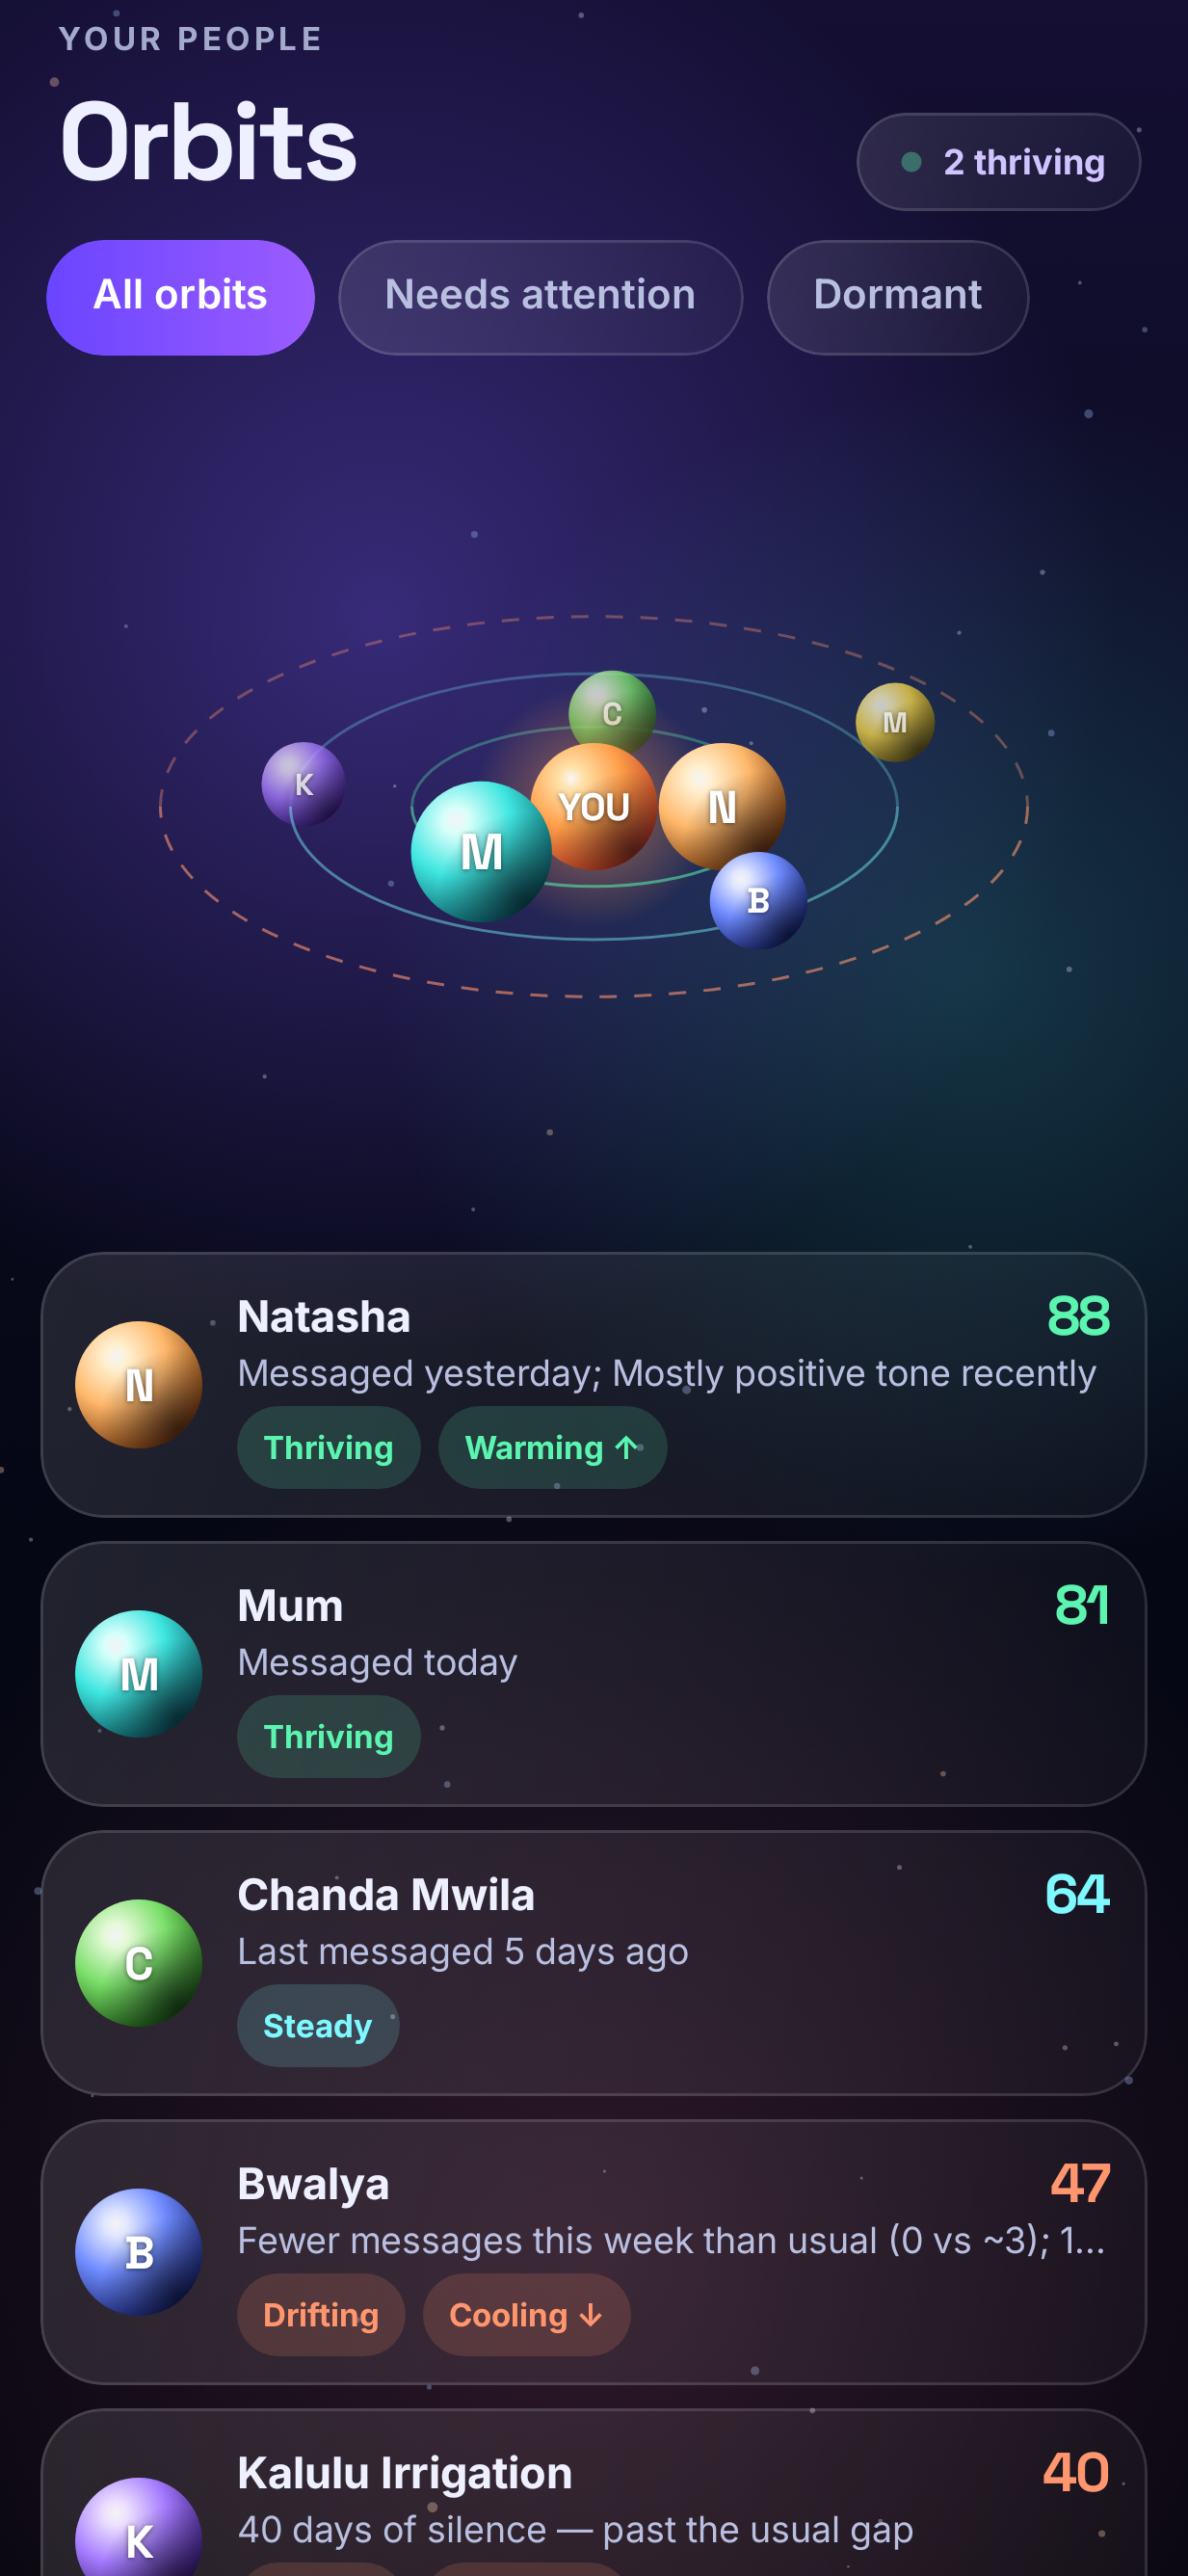 YOUR PEOPLE
Orbits
2 thriving
All orbits
Needs attention
Dormant
C
M
K
YOU
N
M
B
N
Natasha
88
Messaged yesterday; Mostly positive tone recently
Thriving
Warming ↑
M
Mum
81
Messaged today
Thriving
C
Chanda Mwila
64
Last messaged 5 days ago
Steady
B
Bwalya
47
Fewer messages this week than usual (0 vs ~3); 1...
Drifting
Cooling ↓
K
Kalulu Irrigation
40
40 days of silence — past the usual gap